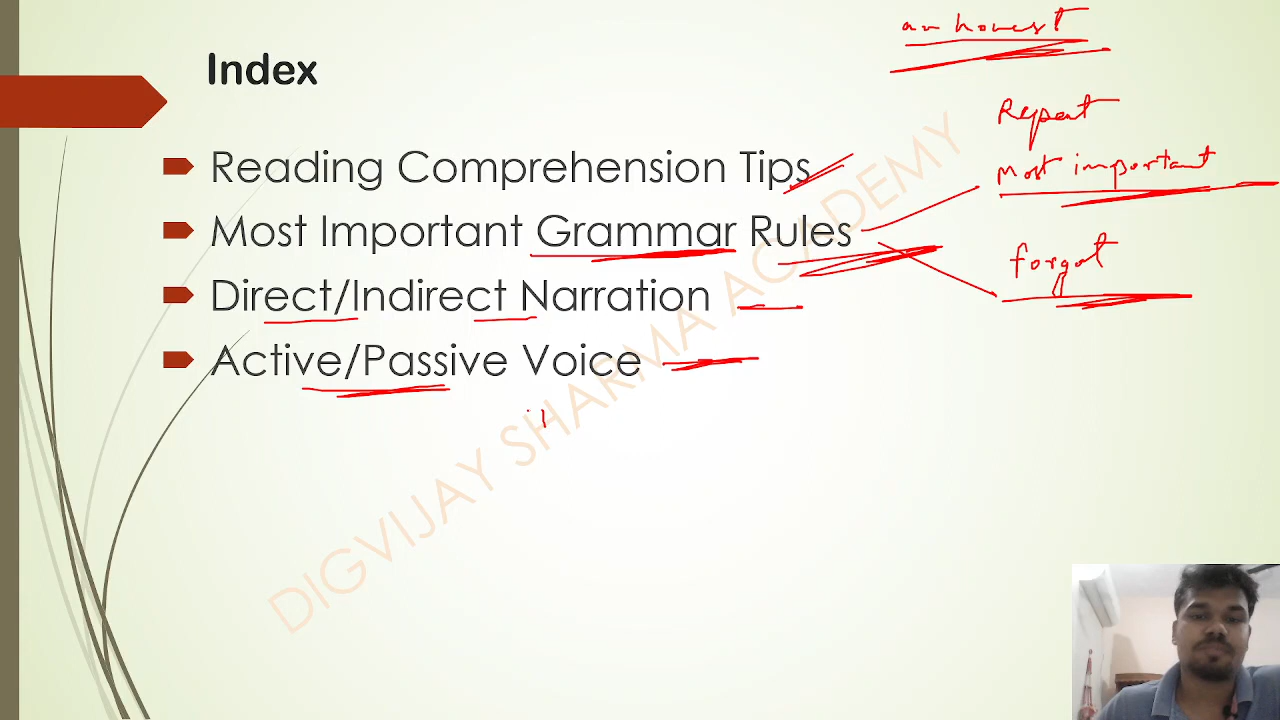 an honest
Index
Repeat
Reading Comprehension Tips
Most important
Most Important Grammar Rules
forgot
Direct/Indirect Narration
Active/Passive Voice
DIGVIJAY SHARMA ACADEMY